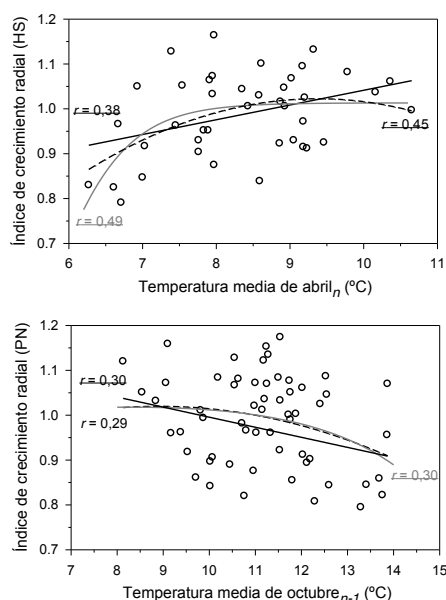 Índice de crecimiento radial (HS)
1.2
1.1
1.0
0.9
0.8
0.7
r = 0,38
r = 0,45
r = 0,49
6 7 8 9 10 11
Temperatura media de abril n (ºC)
Índice de crecimiento radial (PN)
1.2
1.1
1.0
0.9
0.8
0.7
r = 0,30
r = 0,29
r = 0,30
7 8 9 10 11 12 13 14 15
Temperatura media de octubre n-1 (ºC)